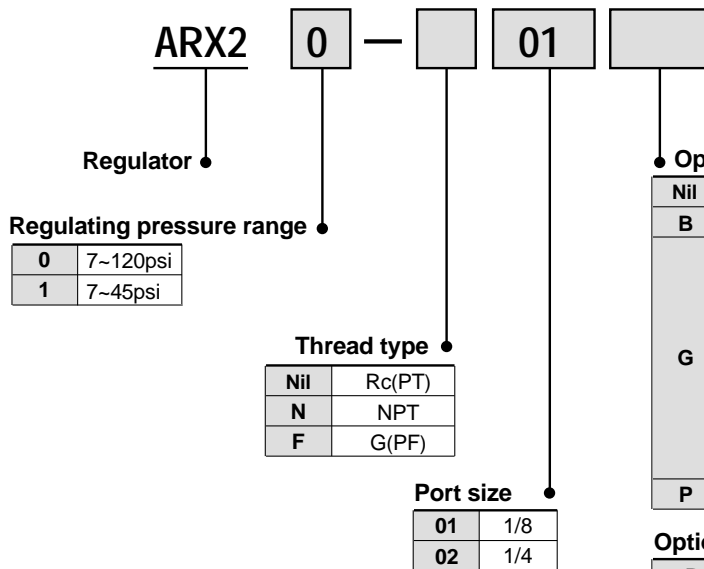 ARX2 0 — 01
Regulator
Regulating pressure range
0 7~120psi
1 7~45psi
Thread type
Nil Rc(PT)
N NPT
F G(PF)
Port size
01 1/8
02 1/4
Nil
B
G
P